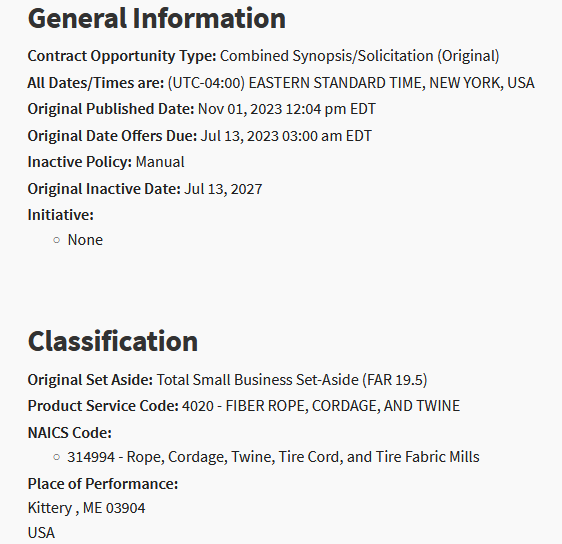 General Information
Contract Opportunity Type: Combined Synopsis/Solicitation (Original)
All Dates/Times are: (UTC-04:00) EASTERN STANDARD TIME, NEW YORK, USA
Original Published Date: Nov 01, 2023 12:04 pm EDT
Original Date Offers Due: Jul 13, 2023 03:00 am EDT
Inactive Policy: Manual
Original Inactive Date: Jul 13, 2027
Initiative:
○ None
Classification
Original Set Aside: Total Small Business Set-Aside (FAR 19.5)
Product Service Code: 4020 - FIBER ROPE, CORDAGE, AND TWINE
NAICS Code:
○ 314994 - Rope, Cordage, Twine, Tire Cord, and Tire Fabric Mills
Place of Performance:
Kittery , ME 03904
USA